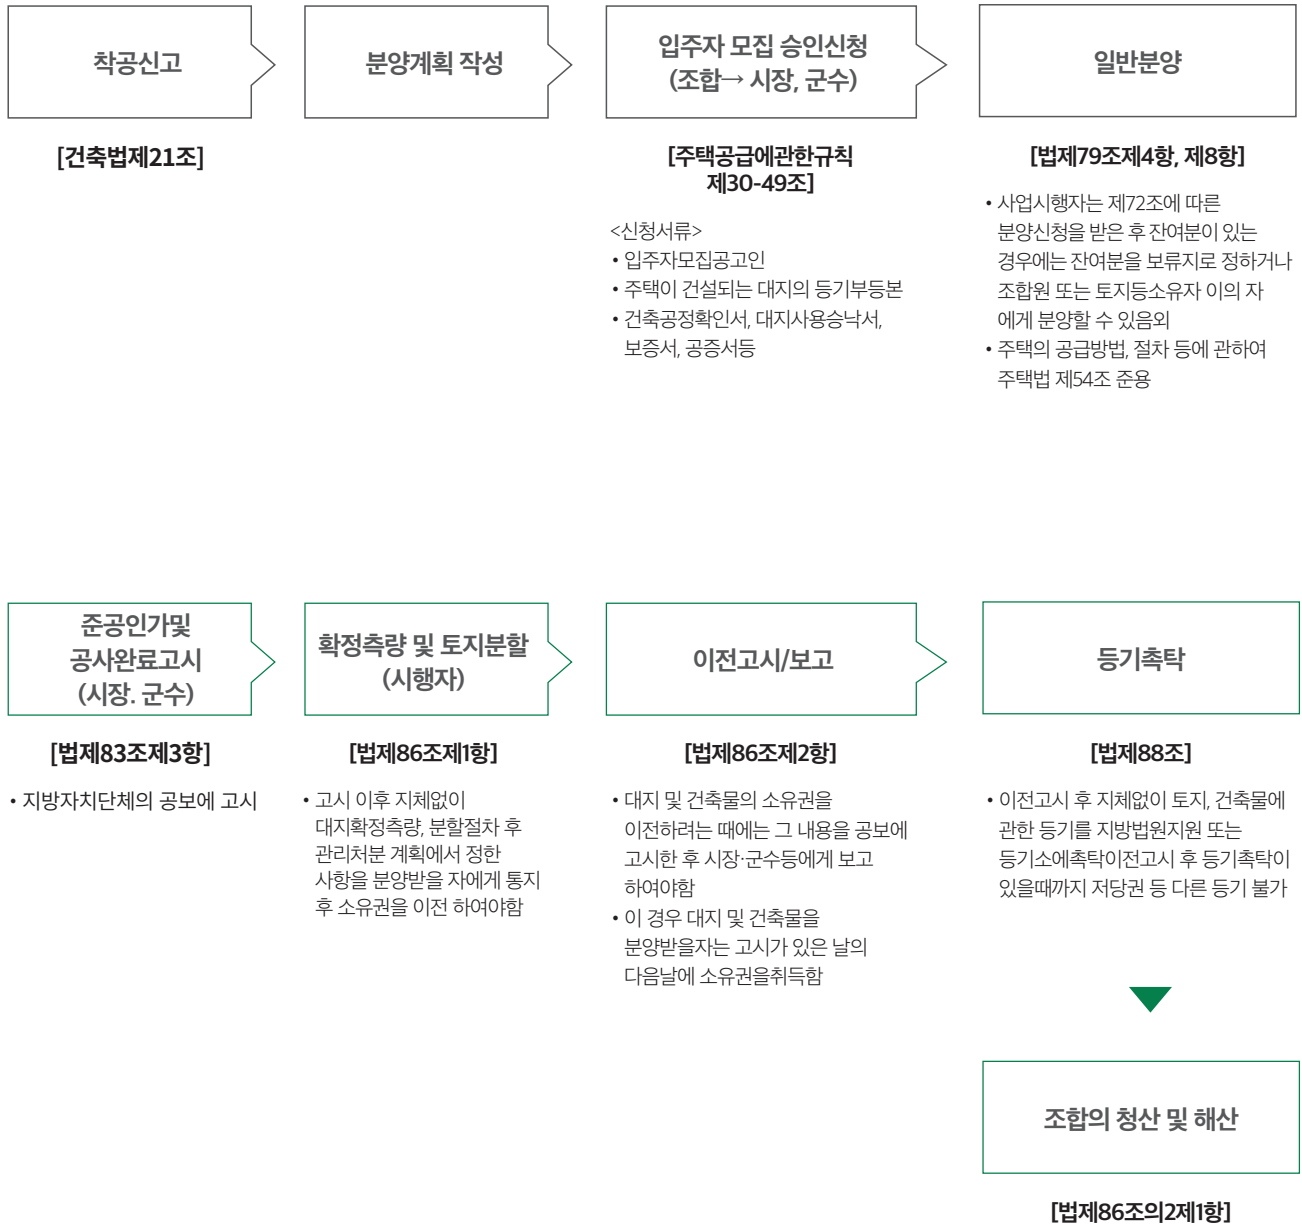 착공신고
분양계획 작성
입주자 모집 승인신청
(조합→ 시장, 군수)
일반분양
[건축법제21조]
[주택공급에관한규칙
제30-49조]
<신청서류>
• 입주자모집공고인
• 주택이 건설되는 대지의 등기부등본
• 건축공정확인서, 대지사용승낙서,
보증서, 공증서등
[법제79조제4항, 제8항]
• 사업시행자는 제72조에 따른
분양신청을 받은 후 잔여분이 있는
경우에는 잔여분을 보류지로 정하거나
조합원 또는 토지등소유자 이의 자
에게 분양할 수 있음외
• 주택의 공급방법, 절차 등에 관하여
주택법 제54조 준용
준공인가및
공사완료고시
(시장. 군수)
확정측량 및 토지분할
(시행자)
이전고시/보고
등기촉탁
[법제83조제3항]
• 지방자치단체의 공보에 고시
[법제86조제1항]
• 고시 이후 지체없이
대지확정측량, 분할절차 후
관리처분 계획에서 정한
사항을 분양받을 자에게 통지
후 소유권을 이전 하여야함
[법제86조제2항]
• 대지 및 건축물의 소유권을
이전하려는 때에는 그 내용을 공보에
고시한 후 시장·군수등에게 보고
하여야함
• 이 경우 대지 및 건축물을
분양받을자는 고시가 있은 날의
다음날에 소유권을취득함
[법제88조]
• 이전고시 후 지체없이 토지, 건축물에
관한 등기를 지방법원지원 또는
등기소에촉탁이전고시 후 등기촉탁이
있을때까지 저당권 등 다른 등기 불가
조합의 청산 및 해산
[법제86조의2제1항]